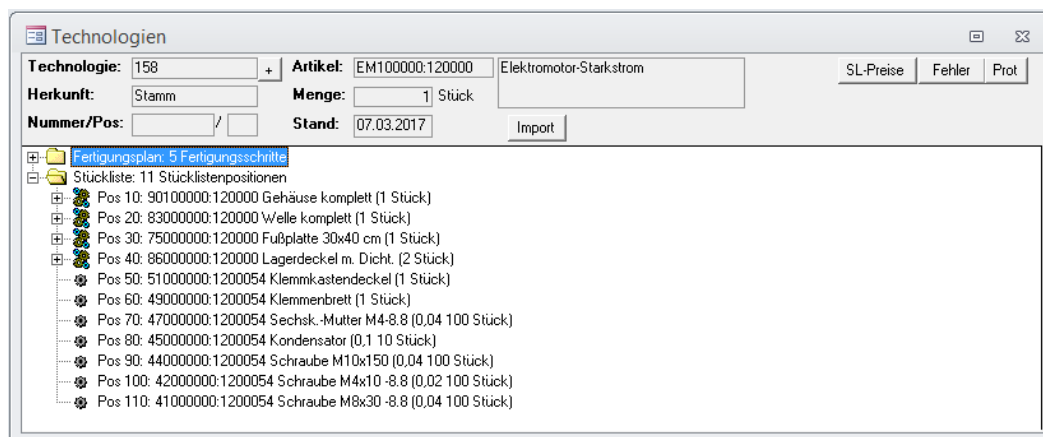 Technologien
Technologie: 158 + Artikel: EM100000:120000 Elektromotor-Starkstrom SL-Preise Fehler Prot
Herkunft: Stamm Menge: 1 Stück
Nummer/Pos: / Stand: 07.03.2017 Import
Fertigungsplan: 5 Fertigungsschritte
Stückliste: 11 Stücklistenpositionen
Pos 10: 90100000:120000 Gehäuse komplett (1 Stück)
Pos 20: 83000000:120000 Welle komplett (1 Stück)
Pos 30: 75000000:120000 Fußplatte 30x40 cm (1 Stück)
Pos 40: 86000000:120000 Lagerdeckel m. Dicht. (2 Stück)
Pos 50: 51000000:1200054 Klemmkastendeckel (1 Stück)
Pos 60: 49000000:1200054 Klemmenbrett (1 Stück)
Pos 70: 47000000:1200054 Sechsk.-Mutter M4-8.8 (0,04 100 Stück)
Pos 80: 45000000:1200054 Kondensator (0,1 10 Stück)
Pos 90: 44000000:1200054 Schraube M10x150 (0,04 100 Stück)
Pos 100: 42000000:1200054 Schraube M4x10 -8.8 (0,02 100 Stück)
Pos 110: 41000000:1200054 Schraube M8x30 -8.8 (0,04 100 Stück)